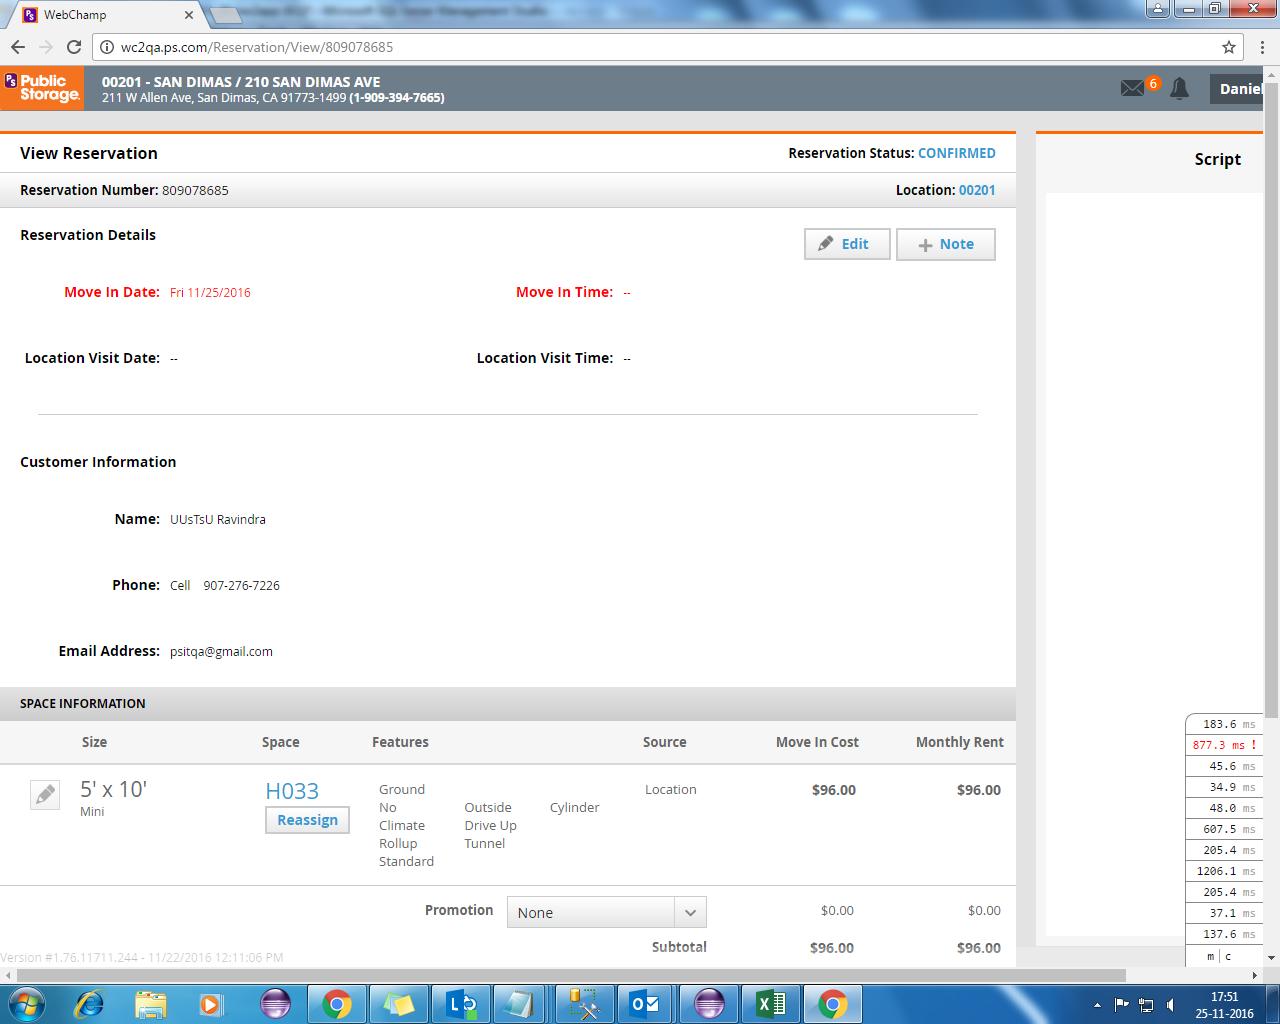 WebChamp
wc2qa.ps.com/Reservation/View/809078685
PS Public Storage.
00201 - SAN DIMAS / 210 SAN DIMAS AVE
211 W Allen Ave, San Dimas, CA 91773-1499 (1-909-394-7665)
6
Daniel
View Reservation
Reservation Status: CONFIRMED
Script
Reservation Number: 809078685
Location: 00201
Reservation Details
Edit
Note
Move In Date: Fri 11/25/2016
Move In Time: --
Location Visit Date: --
Location Visit Time: --
Customer Information
Name: UUsTsU Ravindra
Phone: Cell 907-276-7226
Email Address: psitqa@gmail.com
SPACE INFORMATION
Size Space Features Source Move In Cost Monthly Rent
5' x 10'
Mini
H033
Reassign
Ground
No Climate
Rollup
Standard
Outside
Drive Up
Tunnel
Cylinder
Location
$96.00
$96.00
Promotion None $0.00 $0.00
Subtotal $96.00 $96.00
Version #1.76.11711.244 - 11/22/2016 12:11:06 PM
183.6 ms
877.3 ms !
45.6 ms
34.9 ms
48.0 ms
607.5 ms
205.4 ms
1206.1 ms
205.4 ms
37.1 ms
137.6 ms
m | c
17:51
25-11-2016